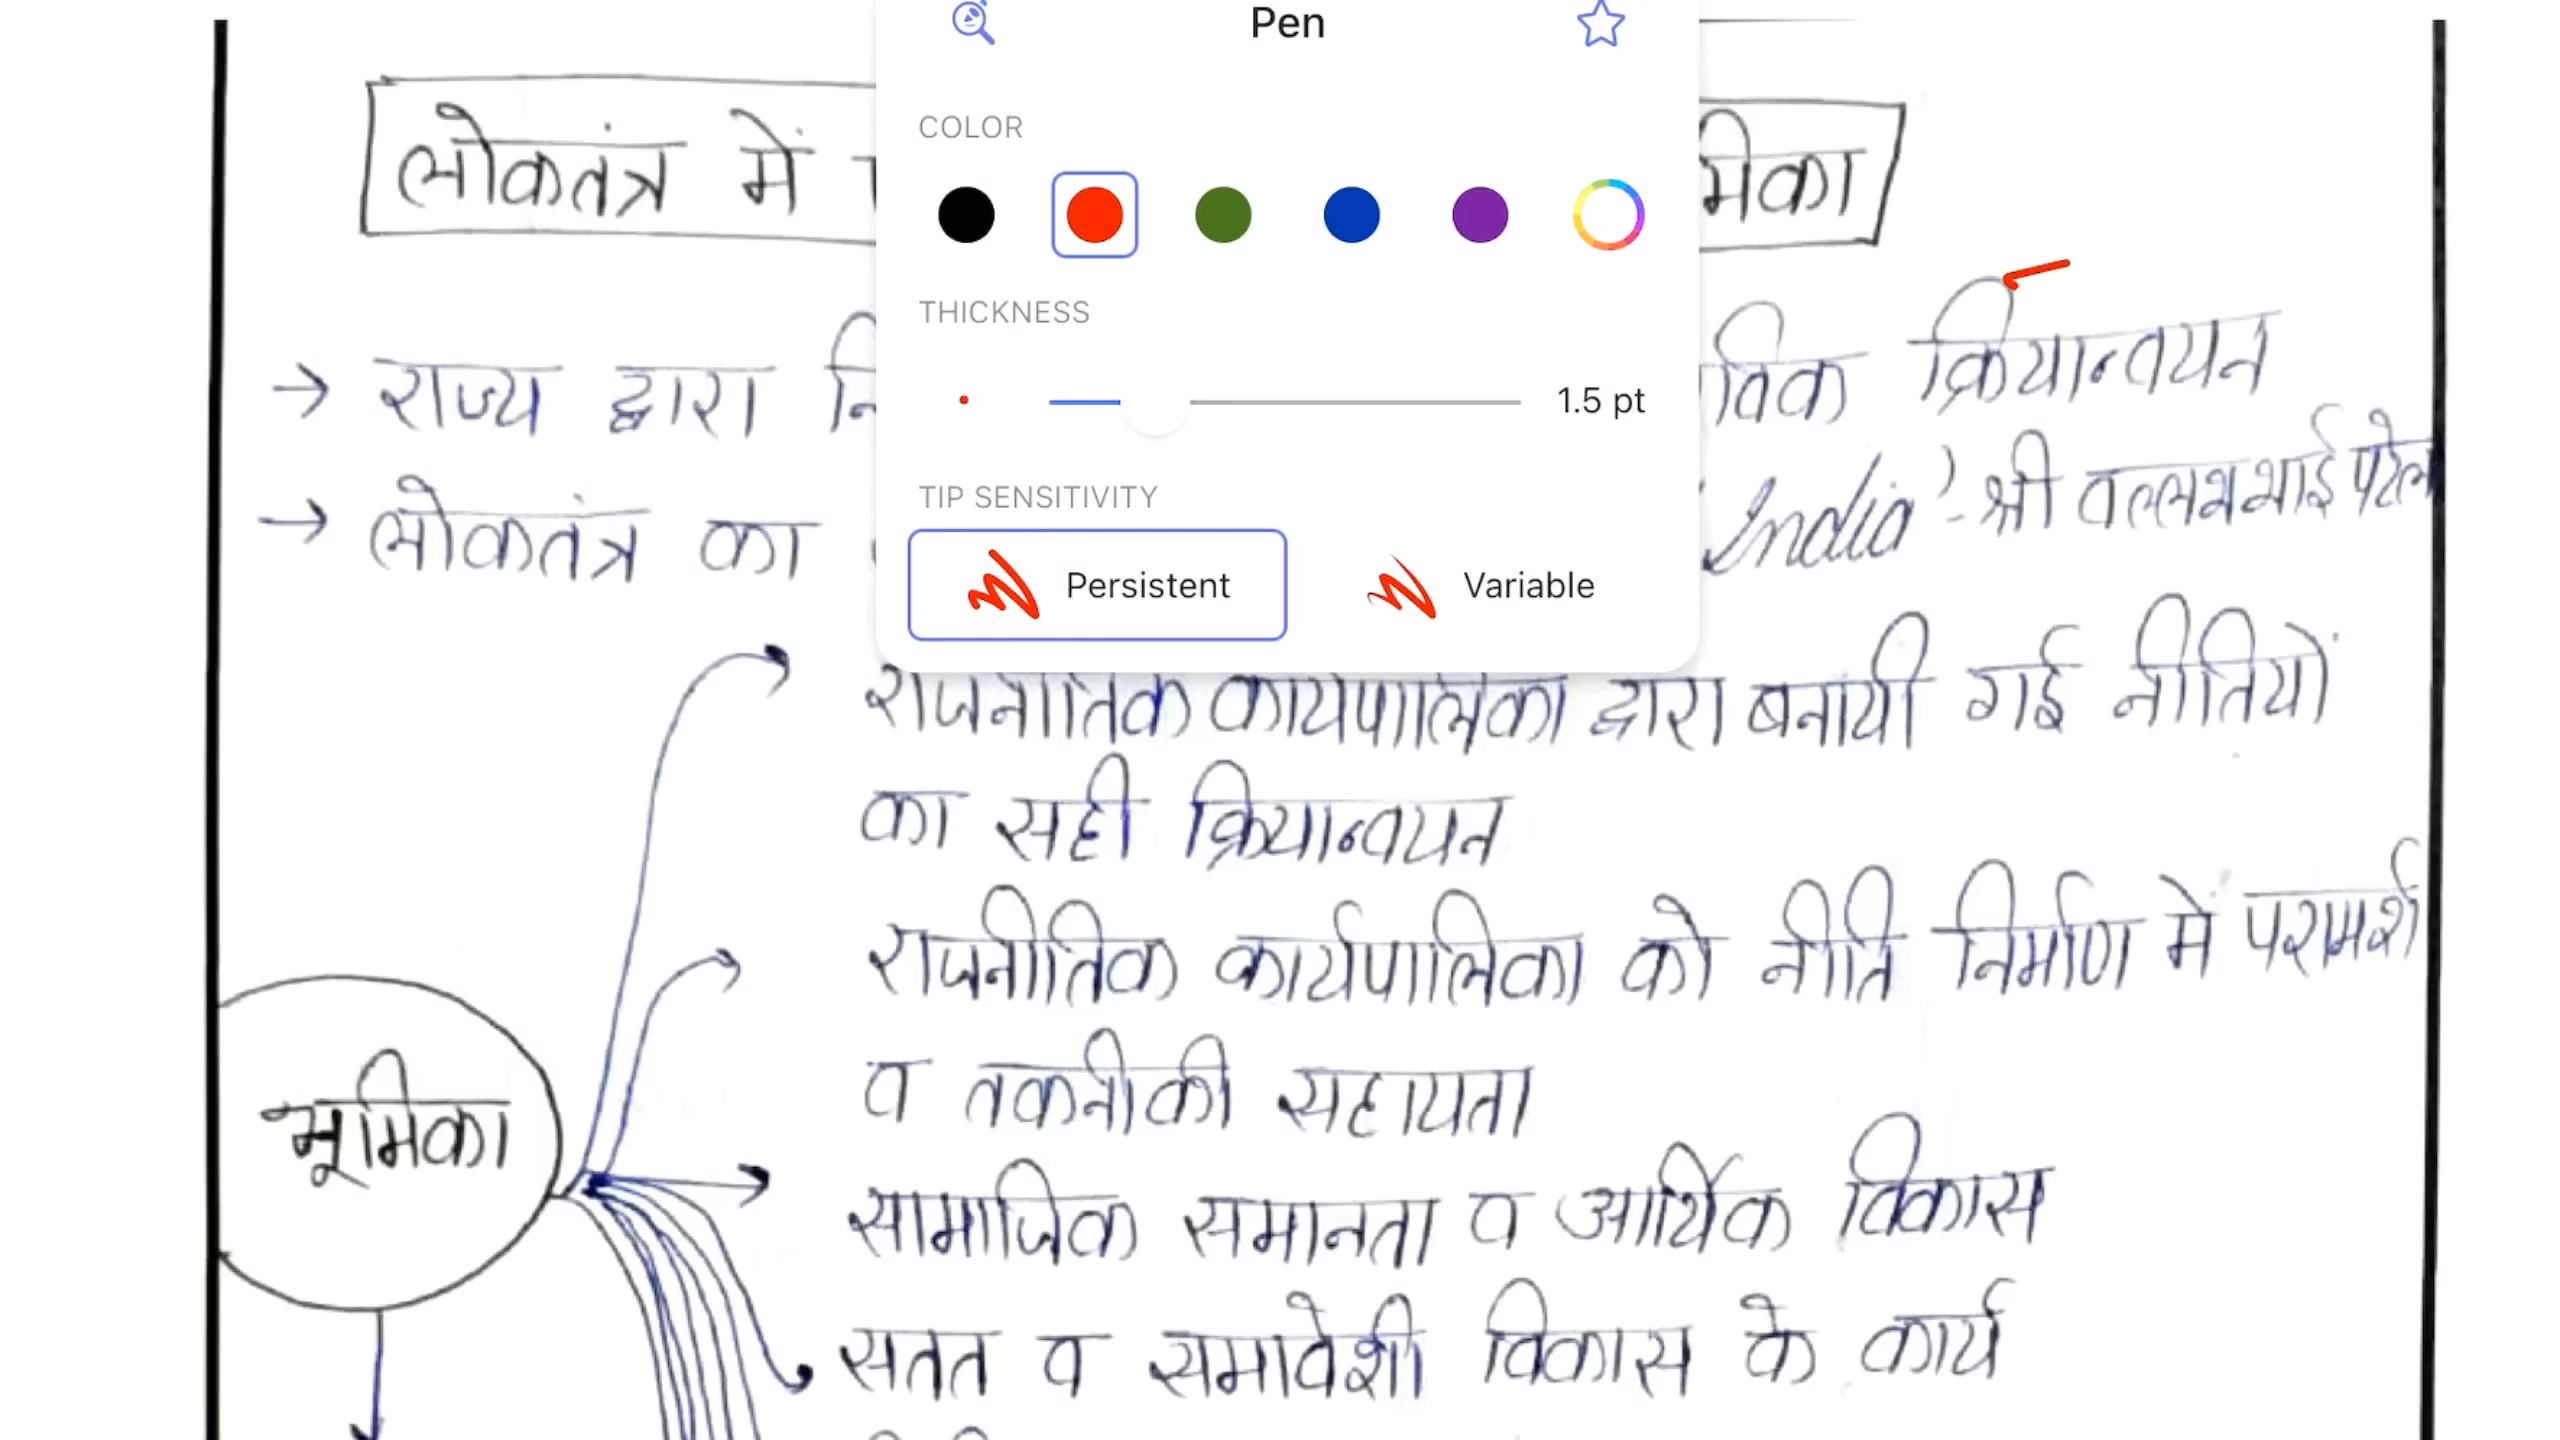 Pen
COLOR
लोकतंत्र में
मिका
THICKNESS
→ राज्य द्वारा
विक क्रियान्वयन
1.5 pt
TIP SENSITIVITY
→ लोकतंत्र का
India' - श्री वल्लभभाई पटेल
Persistent Variable
राजनीतिक कार्यपालिका द्वारा बनायी गई नीतियों
का सही क्रियान्वयन
राजनीतिक कार्यपालिका को नीति निर्माण में परामर्श
व तकनीकी सहायता
भूमिका
सामाजिक समानता व आर्थिक विकास
सतत व समावेशी विकास के कार्य